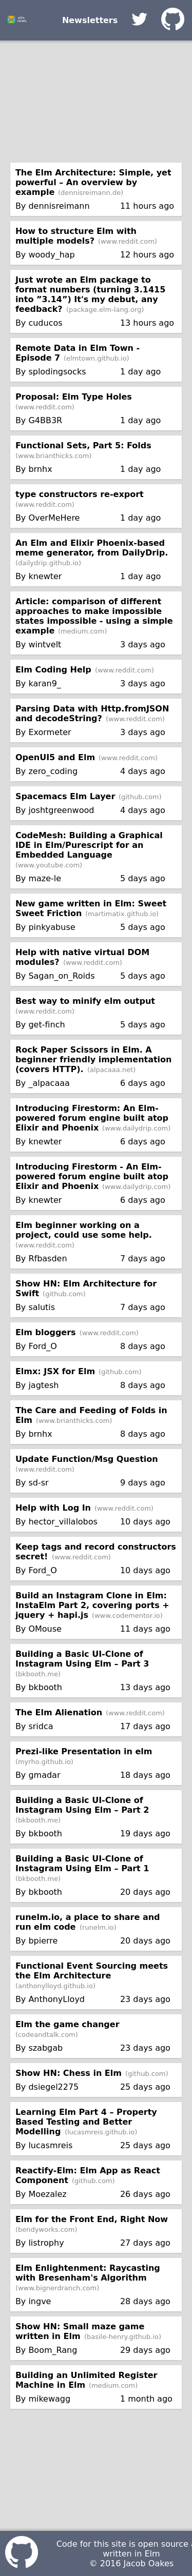 elm
news
Newsletters
The Elm Architecture: Simple, yet
powerful – An overview by
example (dennisreimann.de)
By dennisreimann 11 hours ago
How to structure Elm with
multiple models? (www.reddit.com)
By woody_hap 12 hours ago
Just wrote an Elm package to
format numbers (turning 3.1415
into ”3.14”) It's my debut, any
feedback? (package.elm-lang.org)
By cuducos 13 hours ago
Remote Data in Elm Town -
Episode 7 (elmtown.github.io)
By splodingsocks 1 day ago
Proposal: Elm Type Holes
(www.reddit.com)
By G4BB3R 1 day ago
Functional Sets, Part 5: Folds
(www.brianthicks.com)
By brnhx 1 day ago
type constructors re-export
(www.reddit.com)
By OverMeHere 1 day ago
An Elm and Elixir Phoenix-based
meme generator, from DailyDrip.
(dailydrip.github.io)
By knewter 1 day ago
Article: comparison of different
approaches to make impossible
states impossible - using a simple
example (medium.com)
By wintvelt 3 days ago
Elm Coding Help (www.reddit.com)
By karan9_ 3 days ago
Parsing Data with Http.fromJSON
and decodeString? (www.reddit.com)
By Exormeter 3 days ago
OpenUI5 and Elm (www.reddit.com)
By zero_coding 4 days ago
Spacemacs Elm Layer (github.com)
By joshtgreenwood 4 days ago
CodeMesh: Building a Graphical
IDE in Elm/Purescript for an
Embedded Language
(www.youtube.com)
By maze-le 5 days ago
New game written in Elm: Sweet
Sweet Friction (martimatix.github.io)
By pinkyabuse 5 days ago
Help with native virtual DOM
modules? (www.reddit.com)
By Sagan_on_Roids 5 days ago
Best way to minify elm output
(www.reddit.com)
By get-finch 5 days ago
Rock Paper Scissors in Elm. A
beginner friendly implementation
(covers HTTP). (alpacaaa.net)
By _alpacaaa 6 days ago
Introducing Firestorm: An Elm-
powered forum engine built atop
Elixir and Phoenix (www.dailydrip.com)
By knewter 6 days ago
Introducing Firestorm - An Elm-
powered forum engine built atop
Elixir and Phoenix (www.dailydrip.com)
By knewter 6 days ago
Elm beginner working on a
project, could use some help.
(www.reddit.com)
By Rfbasden 7 days ago
Show HN: Elm Architecture for
Swift (github.com)
By salutis 7 days ago
Elm bloggers (www.reddit.com)
By Ford_O 8 days ago
Elmx: JSX for Elm (github.com)
By jagtesh 8 days ago
The Care and Feeding of Folds in
Elm (www.brianthicks.com)
By brnhx 8 days ago
Update Function/Msg Question
(www.reddit.com)
By sd-sr 9 days ago
Help with Log In (www.reddit.com)
By hector_villalobos 10 days ago
Keep tags and record constructors
secret! (www.reddit.com)
By Ford_O 10 days ago
Build an Instagram Clone in Elm:
InstaElm Part 2, covering ports +
jquery + hapi.js (www.codementor.io)
By OMouse 11 days ago
Building a Basic UI-Clone of
Instagram Using Elm – Part 3
(bkbooth.me)
By bkbooth 13 days ago
The Elm Alienation (www.reddit.com)
By sridca 17 days ago
Prezi-like Presentation in elm
(myrho.github.io)
By gmadar 18 days ago
Building a Basic UI-Clone of
Instagram Using Elm – Part 2
(bkbooth.me)
By bkbooth 19 days ago
Building a Basic UI-Clone of
Instagram Using Elm – Part 1
(bkbooth.me)
By bkbooth 20 days ago
runelm.io, a place to share and
run elm code (runelm.io)
By bpierre 20 days ago
Functional Event Sourcing meets
the Elm Architecture
(anthonylloyd.github.io)
By AnthonyLloyd 23 days ago
Elm the game changer
(codeandtalk.com)
By szabgab 23 days ago
Show HN: Chess in Elm (github.com)
By dsiegel2275 25 days ago
Learning Elm Part 4 – Property
Based Testing and Better
Modelling (lucasmreis.github.io)
By lucasmreis 25 days ago
Reactify-Elm: Elm App as React
Component (github.com)
By Moezalez 26 days ago
Elm for the Front End, Right Now
(bendyworks.com)
By listrophy 27 days ago
Elm Enlightenment: Raycasting
with Bresenham's Algorithm
(www.bignerdranch.com)
By ingve 28 days ago
Show HN: Small maze game
written in Elm (basile-henry.github.io)
By Boom_Rang 29 days ago
Building an Unlimited Register
Machine in Elm (medium.com)
By mikewagg 1 month ago
Code for this site is open source
written in Elm
© 2016 Jacob Oakes